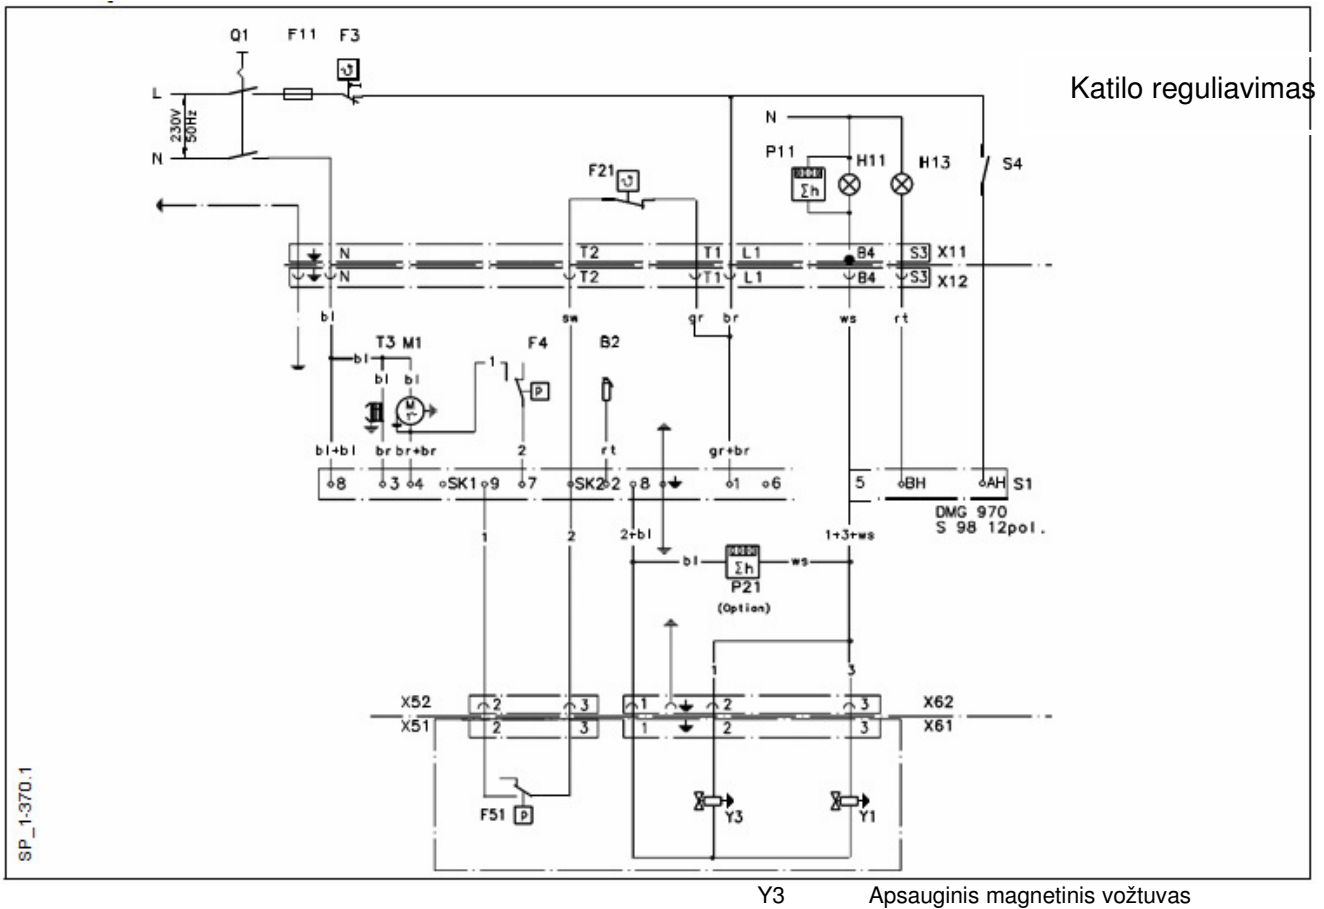 Q1 F11 F3
Katilo reguliavimas
L
230V
50Hz
N
N
P11 H11 H13 S4
Σh
F21
N T2 T1 L1 B4 S3 X11
N T2 T1 L1 B4 S3 X12
bl sw gr br ws rt
T3 M1 F4 B2
bl 1
bl bl
M
1~
P
bl+bl br br+br 2 rt gr+br
8 3 4 SK1 9 7 SK2 2 8 1 6 5 BH AH S1
DMG 970
S 98 12pol.
1 2 2+bl 1+3+ws
bl Σh ws
P21
(Option)
1 3
X52 2 3 1 2 3 X62
X51 2 3 1 2 3 X61
F51 P Y3 Y1
SP_1-370.1
Y3 Apsauginis magnetinis vožtuvas